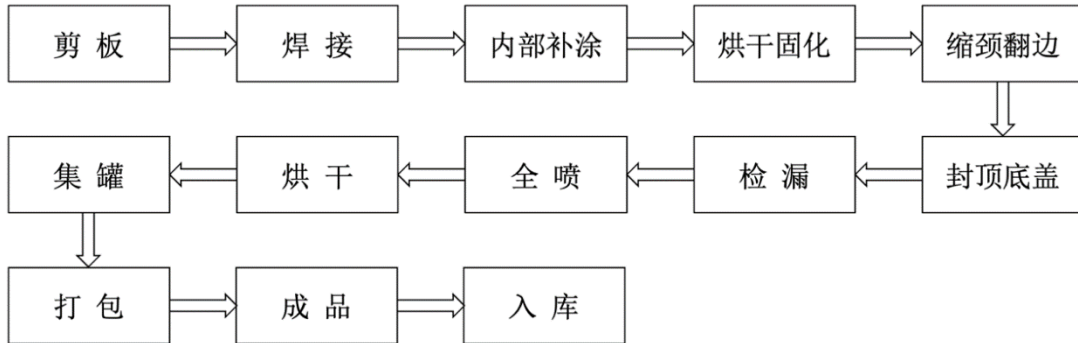 剪 板
焊 接
内部补涂
烘干固化
缩颈翻边
封顶底盖
检 漏
全 喷
烘 干
集 罐
打 包
成 品
入 库